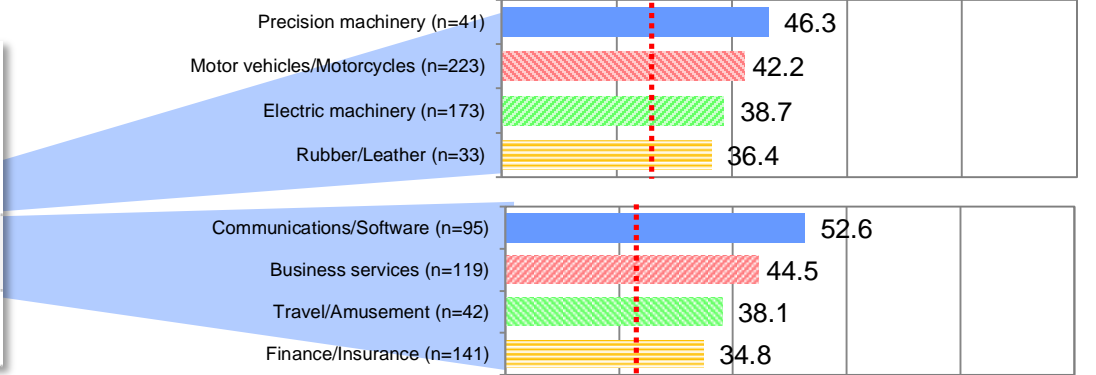 Precision machinery (n=41) 46.3
Motor vehicles/Motorcycles (n=223) 42.2
Electric machinery (n=173) 38.7
Rubber/Leather (n=33) 36.4
Communications/Software (n=95) 52.6
Business services (n=119) 44.5
Travel/Amusement (n=42) 38.1
Finance/Insurance (n=141) 34.8